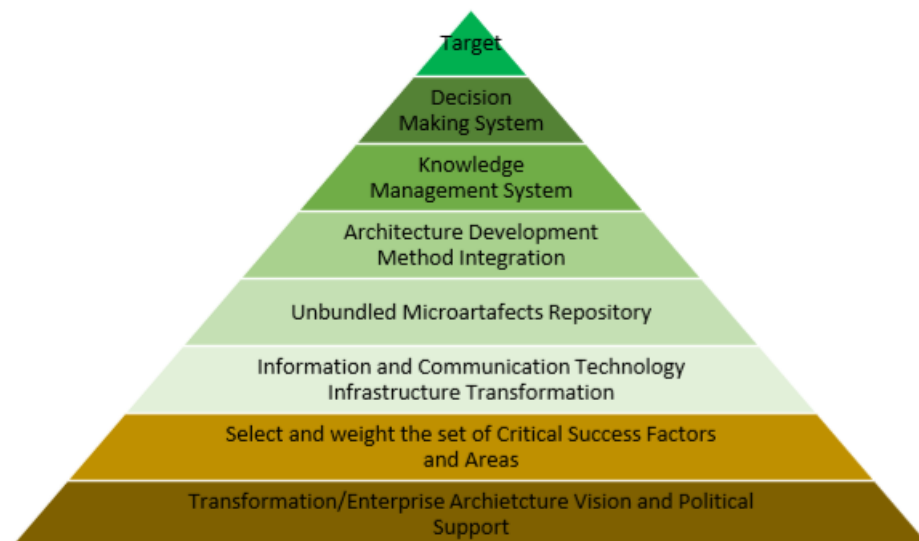 Target
Decision
Making System
Knowledge
Management System
Architecture Development
Method Integration
Unbundled Microartafects Repository
Information and Communication Technology
Infrastructure Transformation
Select and weight the set of Critical Success Factors
and Areas
Transformation/Enterprise Archietcture Vision and Political
Support